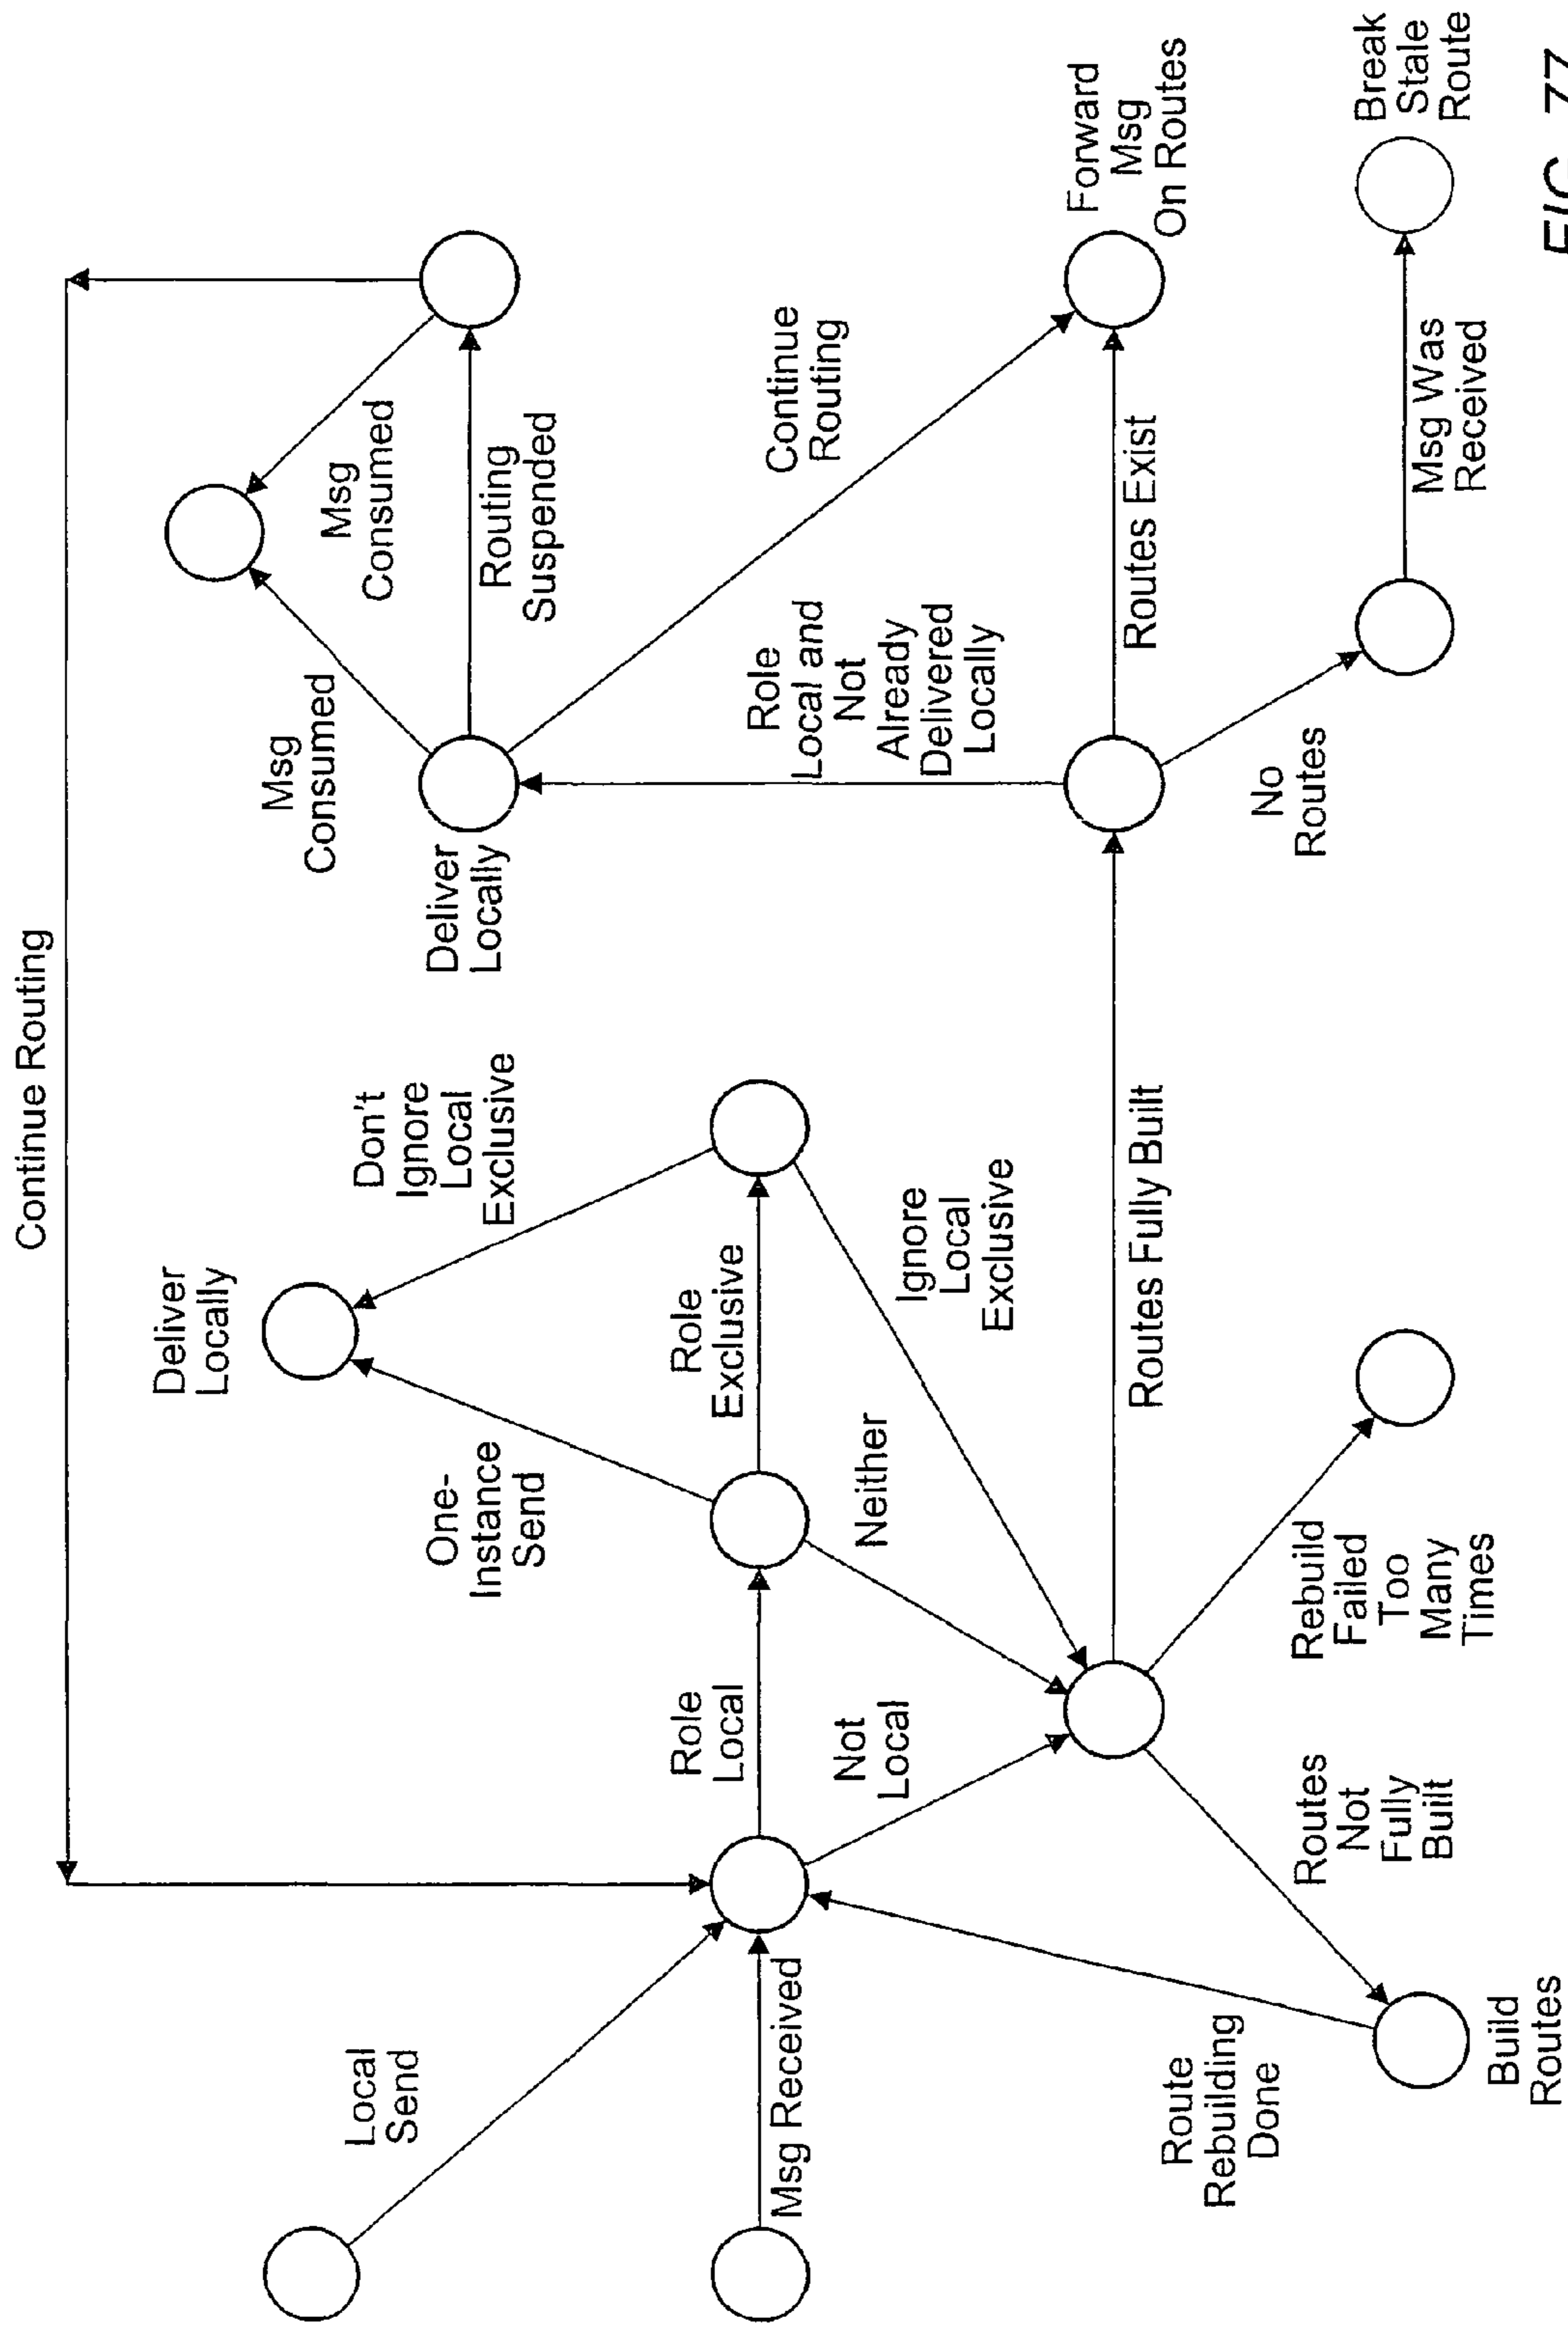 Continue Routing
Local
Send
Msg Received
Route
Rebuilding
Done
Build
Routes
Role
Local
Not
Local
Routes
Not
Fully
Built
Deliver
Locally
One-
Instance
Send
Role
Exclusive
Neither
Don't
Ignore
Local
Exclusive
Ignore
Local
Exclusive
Rebuild
Failed
Too
Many
Times
Routes Fully Built
Deliver
Locally
Msg
Consumed
Msg
Consumed
Routing
Suspended
Continue
Routing
Role
Local and
Not
Already
Delivered
Locally
Routes Exist
No
Routes
Forward
Msg
On Routes
Msg Was
Received
Break
Stale
Route
FIG. 77